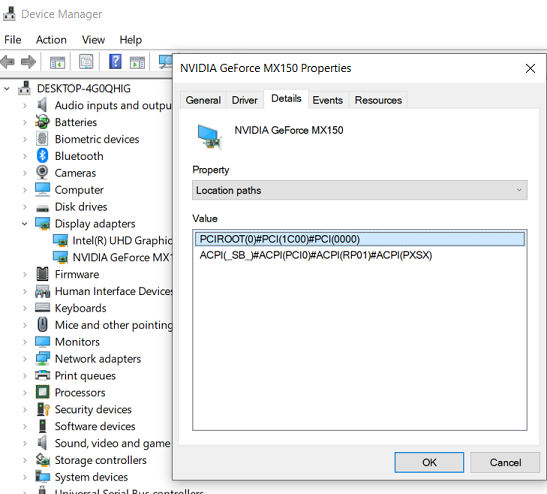 Device Manager
File Action View Help
DESKTOP-4G0QHIG
Audio inputs and outpu
Batteries
Biometric devices
Bluetooth
Cameras
Computer
Disk drives
Display adapters
Intel(R) UHD Graphic
NVIDIA GeForce MX1
Firmware
Human Interface Devices
Keyboards
Mice and other pointing
Monitors
Network adapters
Print queues
Processors
Security devices
Software devices
Sound, video and game
Storage controllers
System devices
Universal Serial Bus controllers
NVIDIA GeForce MX150 Properties
General Driver Details Events Resources
NVIDIA GeForce MX150
Property
Location paths
Value
PCIROOT(0)#PCI(1C00)#PCI(0000)
ACPI(_SB_)#ACPI(PCI0)#ACPI(RP01)#ACPI(PXSX)
OK Cancel